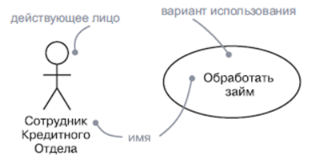 действующее лицо
вариант использования
Обработать
займ
Сотрудник
Кредитного
Отдела
имя